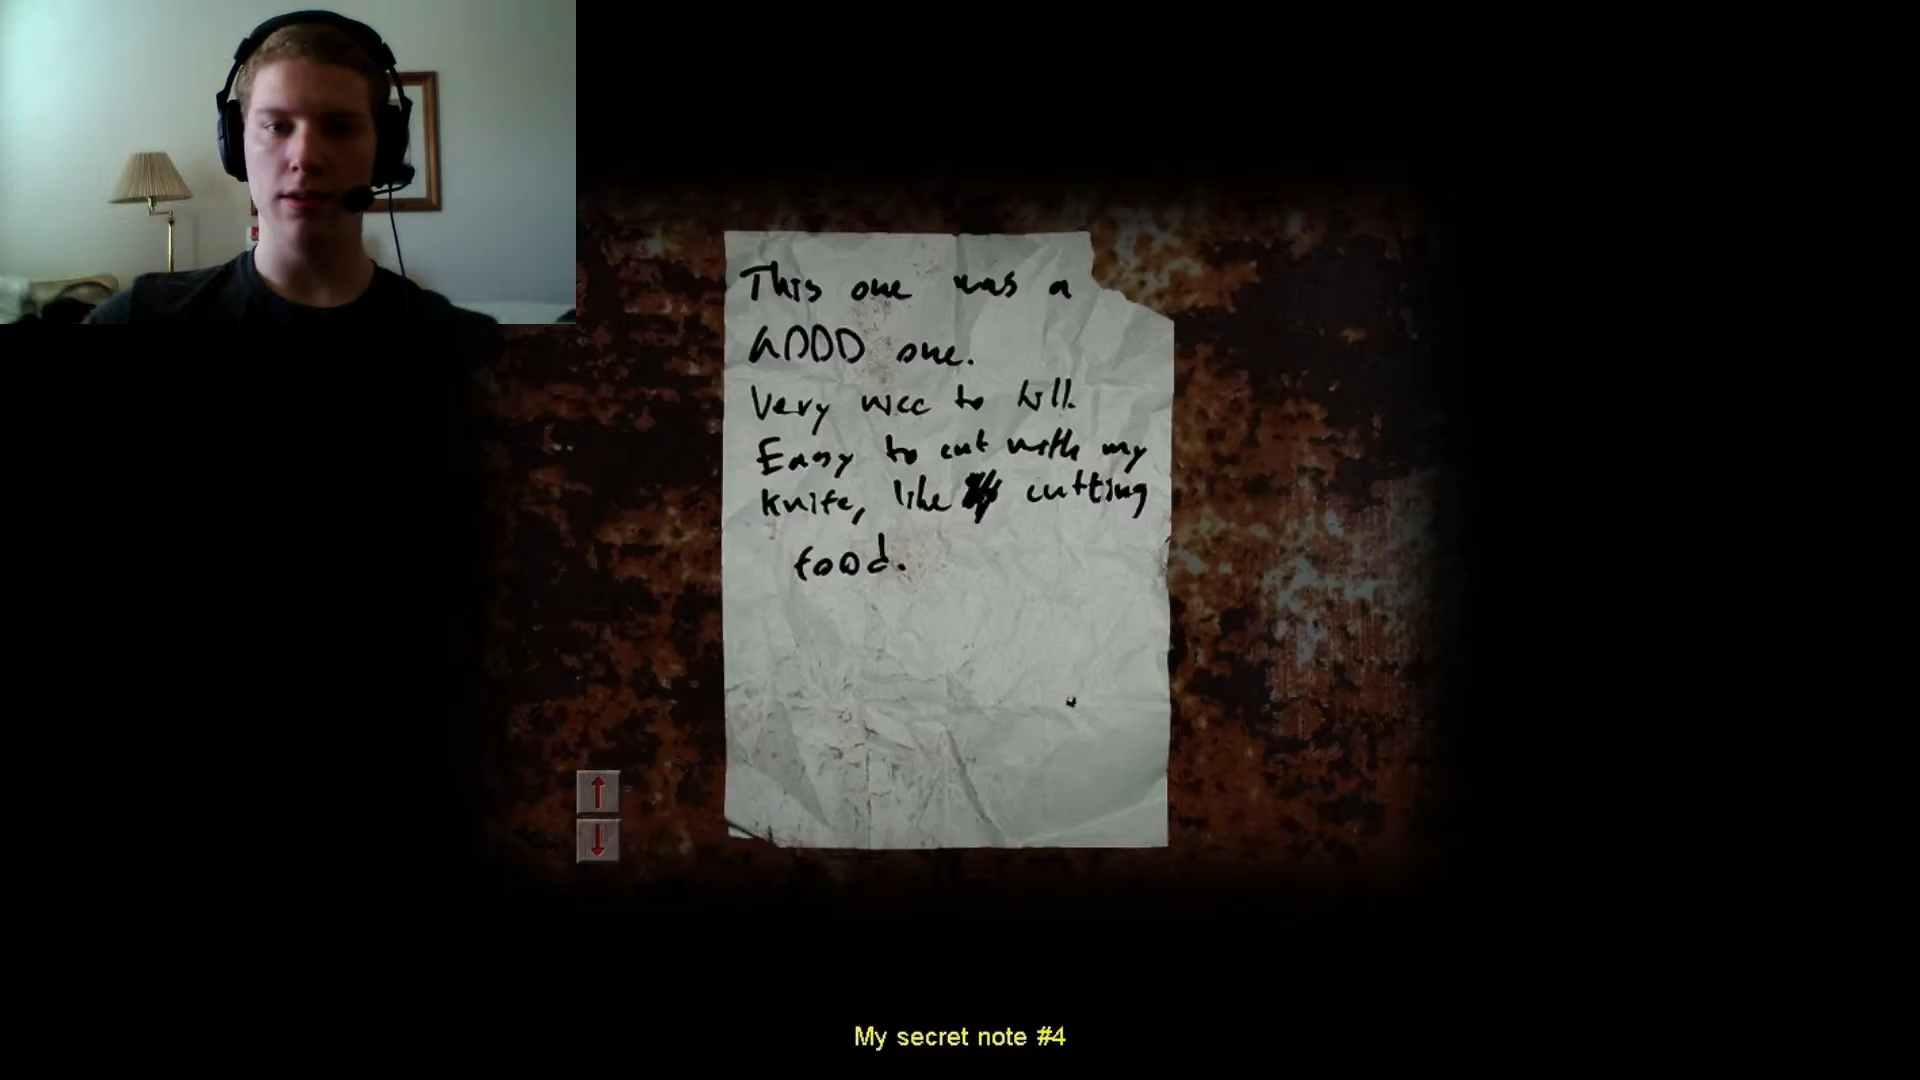 This one was a
GOOD one.
Very nice to kill.
Easy to cut with my
knife, like cutting
food.
My secret note #4